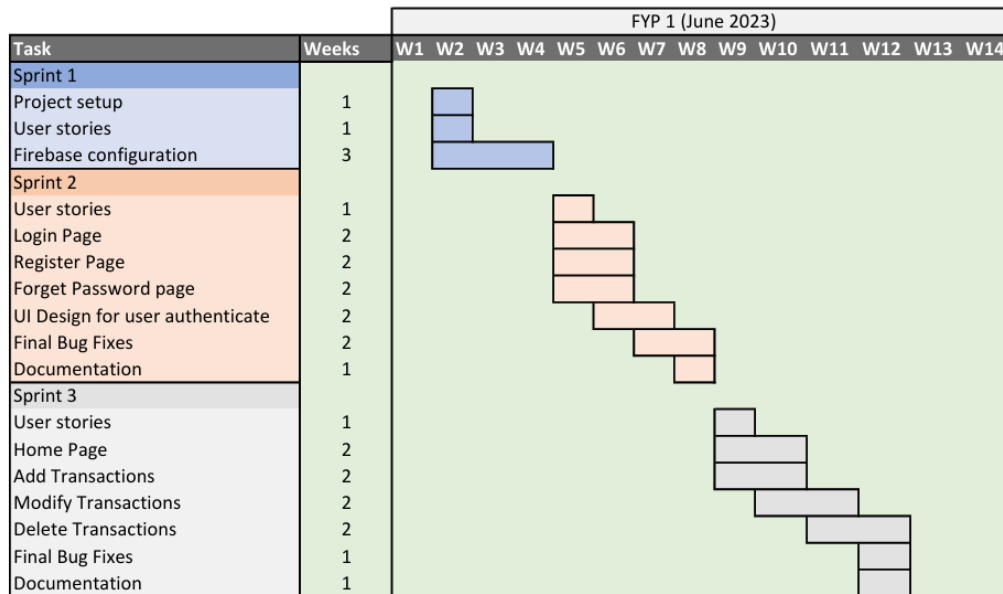 FYP 1 (June 2023)
Task Weeks W1 W2 W3 W4 W5 W6 W7 W8 W9 W10 W11 W12 W13 W14
Sprint 1
Project setup 1
User stories 1
Firebase configuration 3
Sprint 2
User stories 1
Login Page 2
Register Page 2
Forget Password page 2
UI Design for user authenticate 2
Final Bug Fixes 2
Documentation 1
Sprint 3
User stories 1
Home Page 2
Add Transactions 2
Modify Transactions 2
Delete Transactions 2
Final Bug Fixes 1
Documentation 1